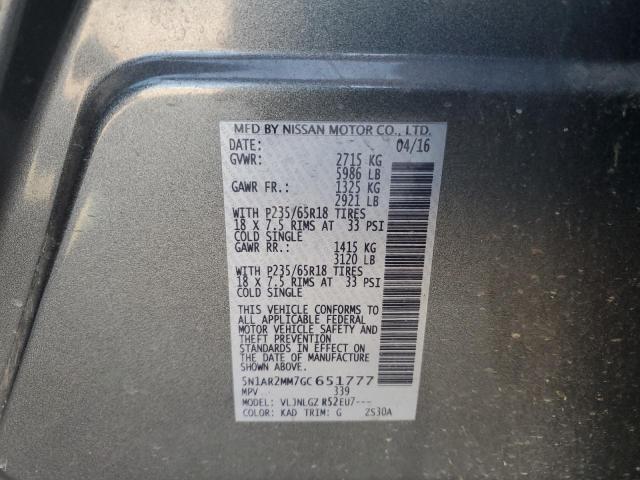 MFD BY NISSAN MOTOR CO., LTD.
DATE: 04/16
GVWR: 2715 KG
5986 LB
GAWR FR.: 1325 KG
2921 LB
WITH P235/65R18 TIRES
18 X 7.5 RIMS AT 33 PSI
COLD SINGLE
GAWR RR.: 1415 KG
3120 LB
WITH P235/65R18 TIRES
18 X 7.5 RIMS AT 33 PSI
COLD SINGLE
THIS VEHICLE CONFORMS TO
ALL APPLICABLE FEDERAL
MOTOR VEHICLE SAFETY AND
THEFT PREVENTION
STANDARDS IN EFFECT ON
THE DATE OF MANUFACTURE
SHOWN ABOVE.
5N1AR2MM7GC651777
MPV 339
MODEL: VLJNLGZ R52EU7---
COLOR: KAD TRIM: G ZS30A